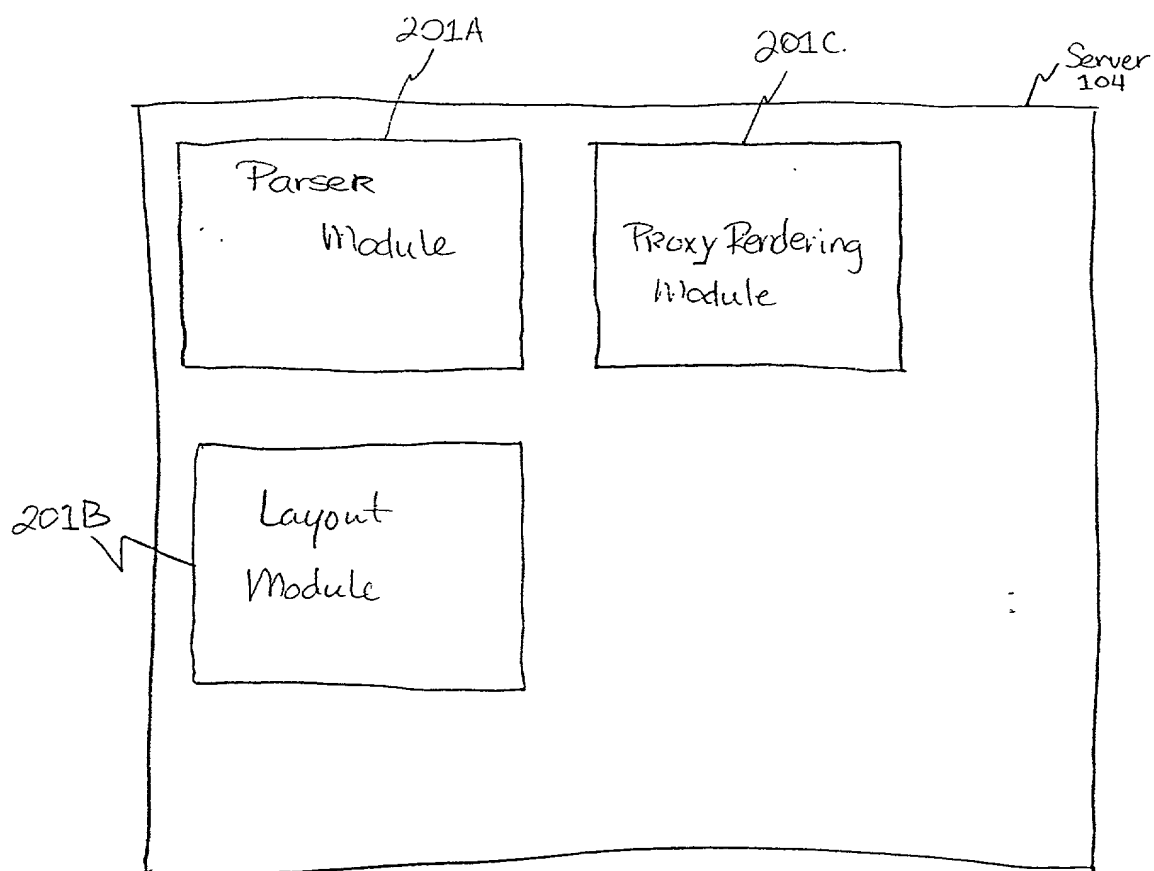 201A
201C.
Server
104
Parser
Module
Proxy Rendering
Module
201B
Layout
Module